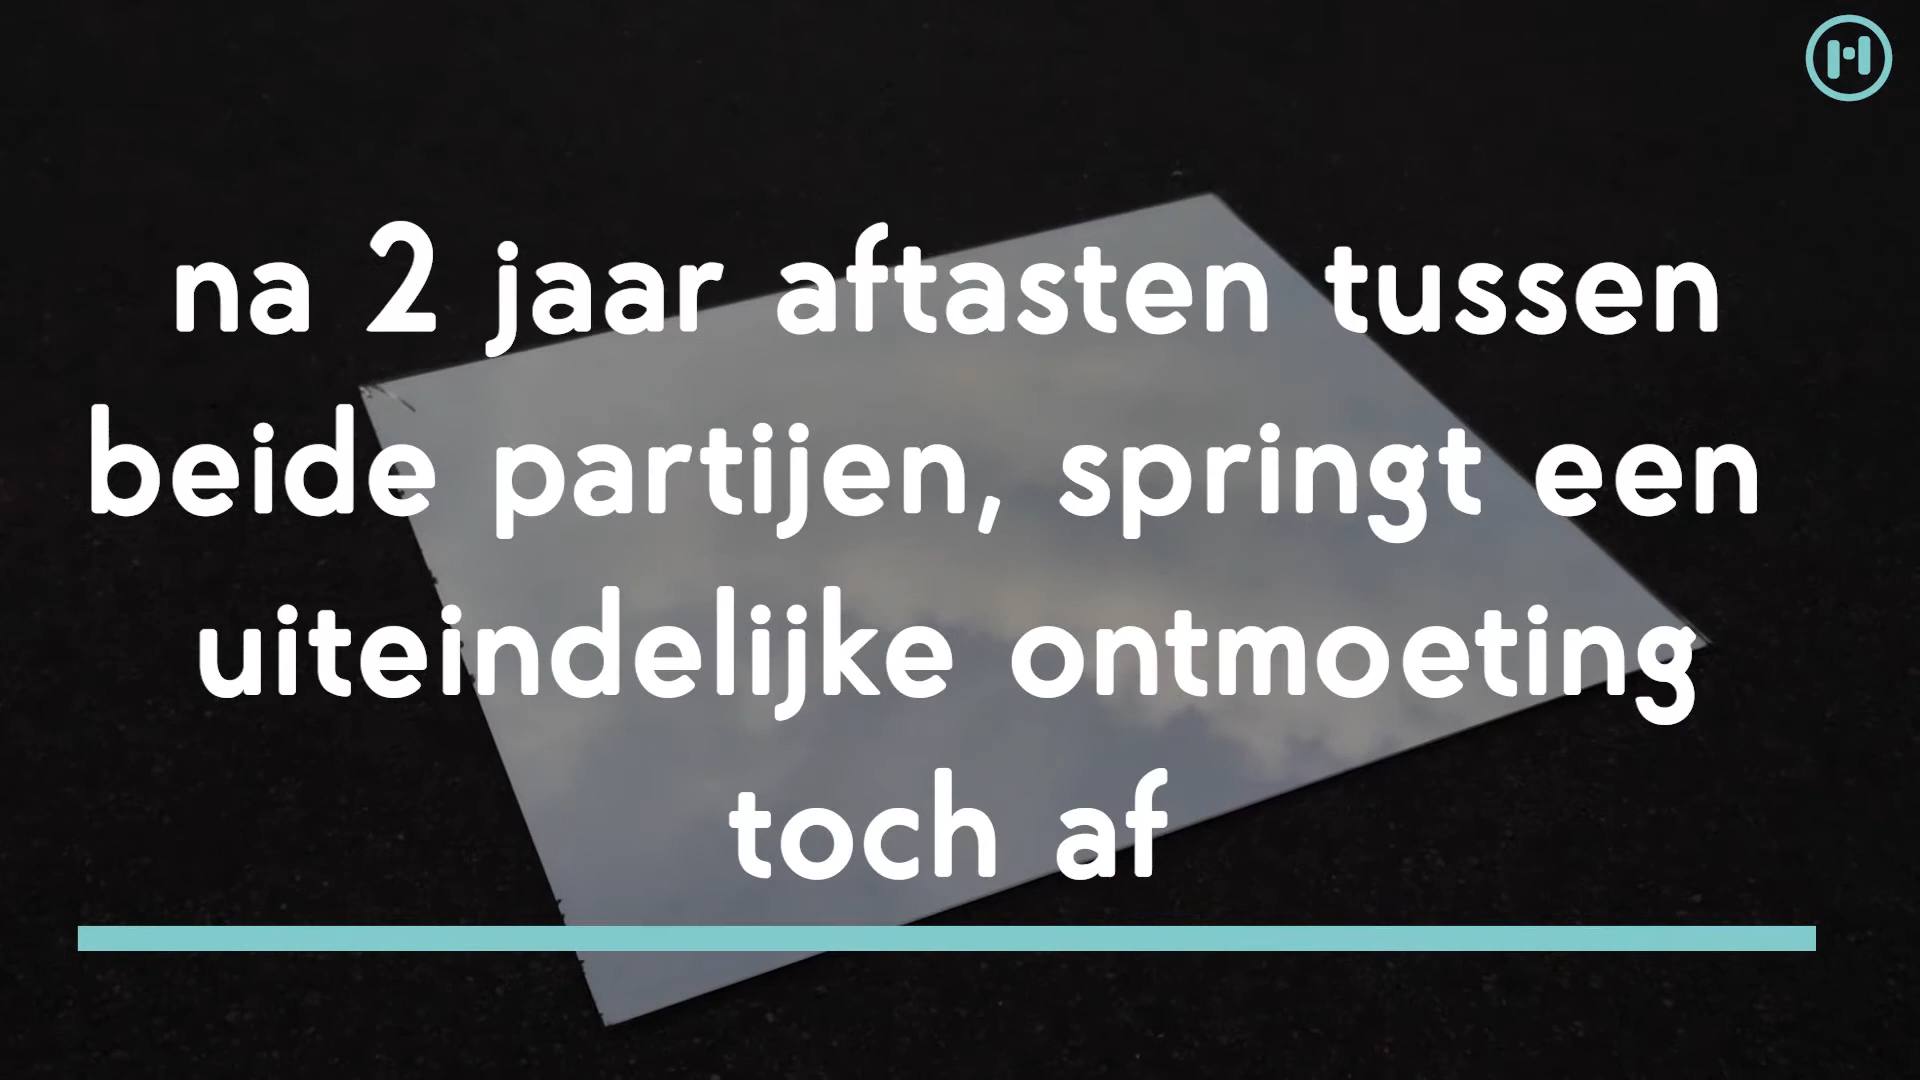 na 2 jaar aftasten tussen
beide partijen, springt een
uiteindelijke ontmoeting
toch af